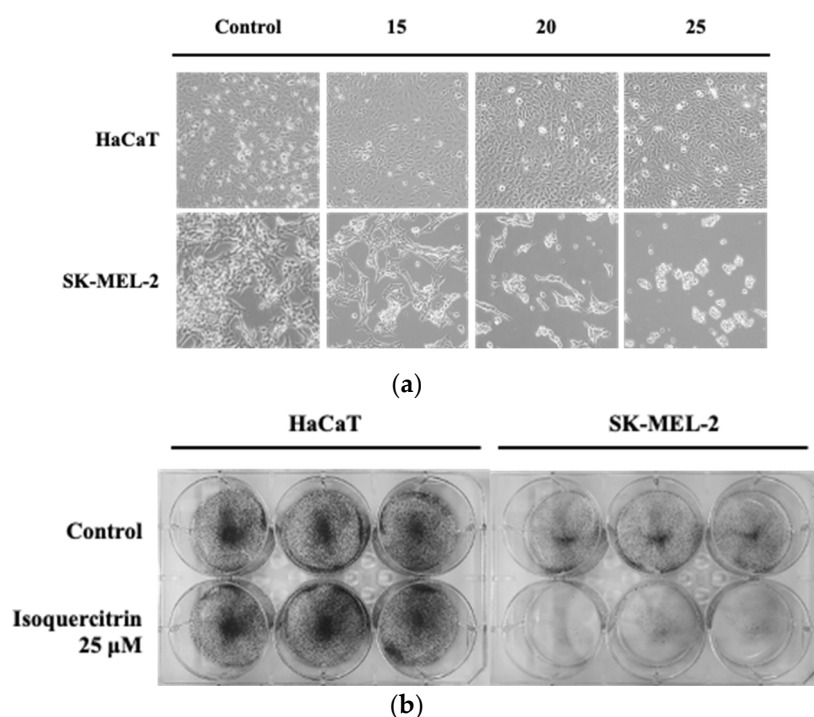 Control 15 20 25
HaCaT
SK-MEL-2
(a)
HaCaT SK-MEL-2
Control
Isoquercitrin
25 µM
(b)